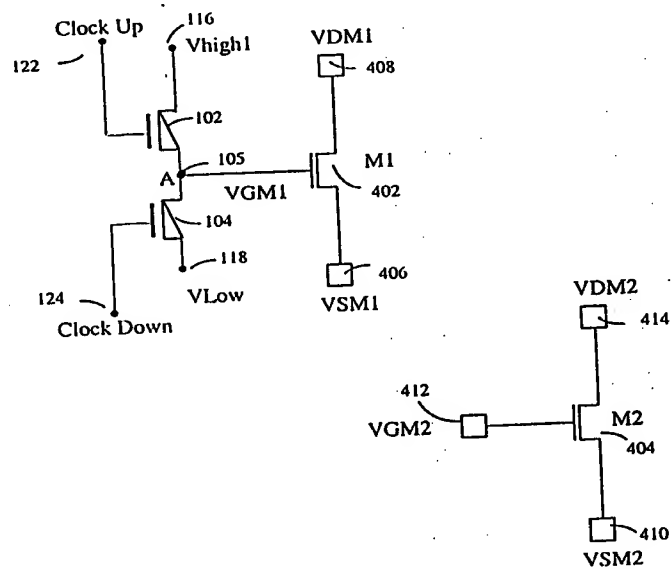 Clock Up
116
VDM1
122
Vhigh1
408
102
105
M1
A
VGM1
402
104
118
406
124
VLow
VSM1
Clock Down
VDM2
414
412
M2
VGM2
404
410
VSM2